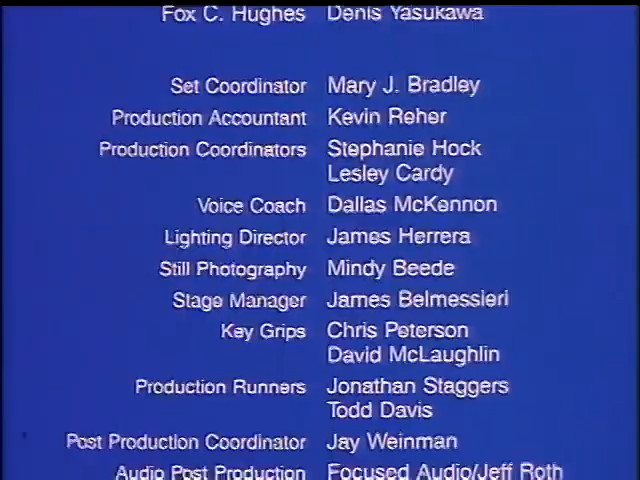 Fox C. Hughes Denis Yasukawa
Set Coordinator Mary J. Bradley
Production Accountant Kevin Reher
Production Coordinators Stephanie Hock
Lesley Cardy
Voice Coach Dallas McKennon
Lighting Director James Herrera
Still Photography Mindy Beede
Stage Manager James Belmessieri
Key Grips Chris Peterson
David McLaughlin
Production Runners Jonathan Staggers
Todd Davis
Post Production Coordinator Jay Weinman
Audio Post Production Focused Audio/Jeff Roth